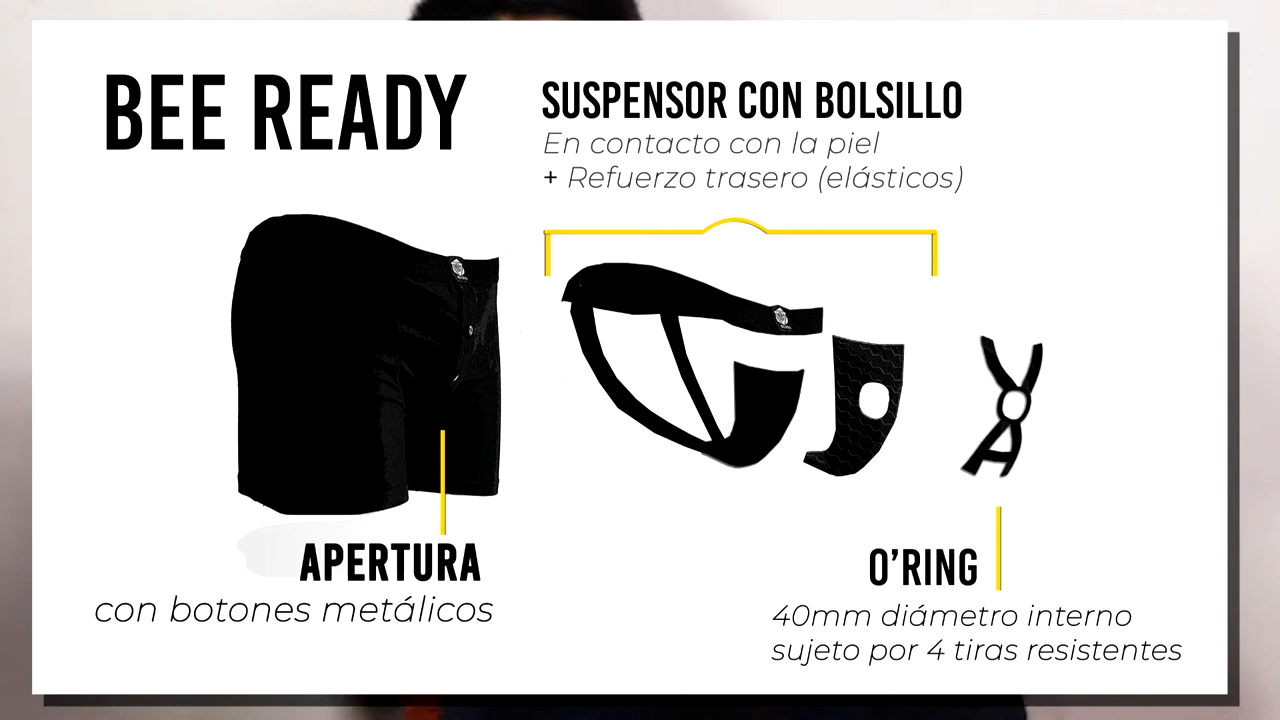 BEE READY
SUSPENSOR CON BOLSILLO
En contacto con la piel
+ Refuerzo trasero (elásticos)
APERTURA
con botones metálicos
O'RING
40mm diámetro interno
sujeto por 4 tiras resistentes